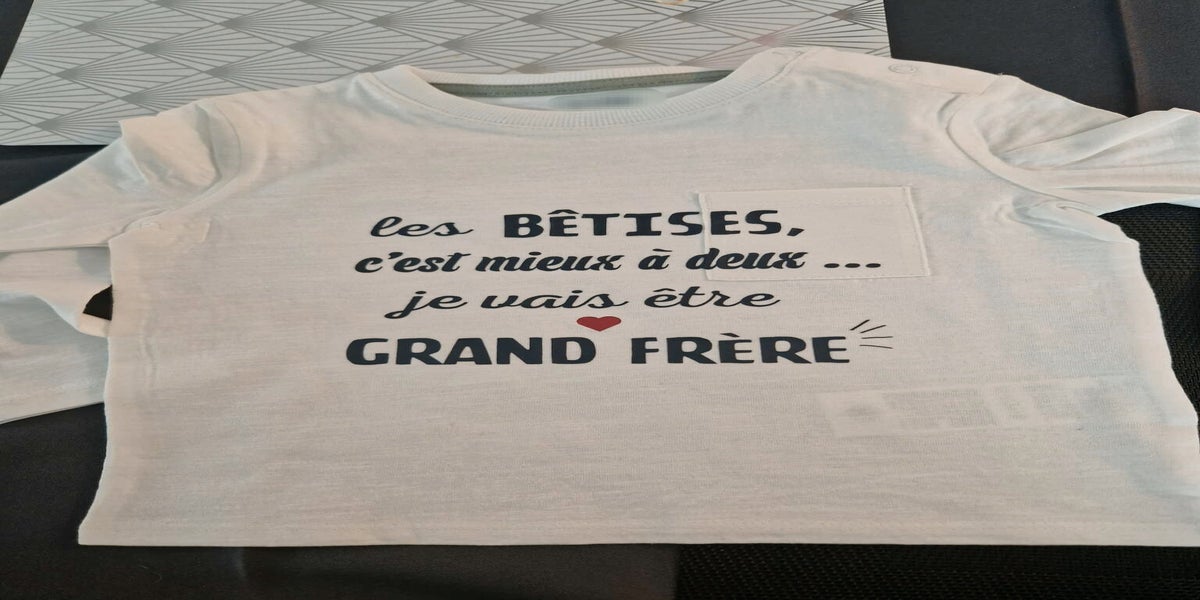 les BÊTISES,
c'est mieux à deux ...
je vais être
GRAND FRÈRE